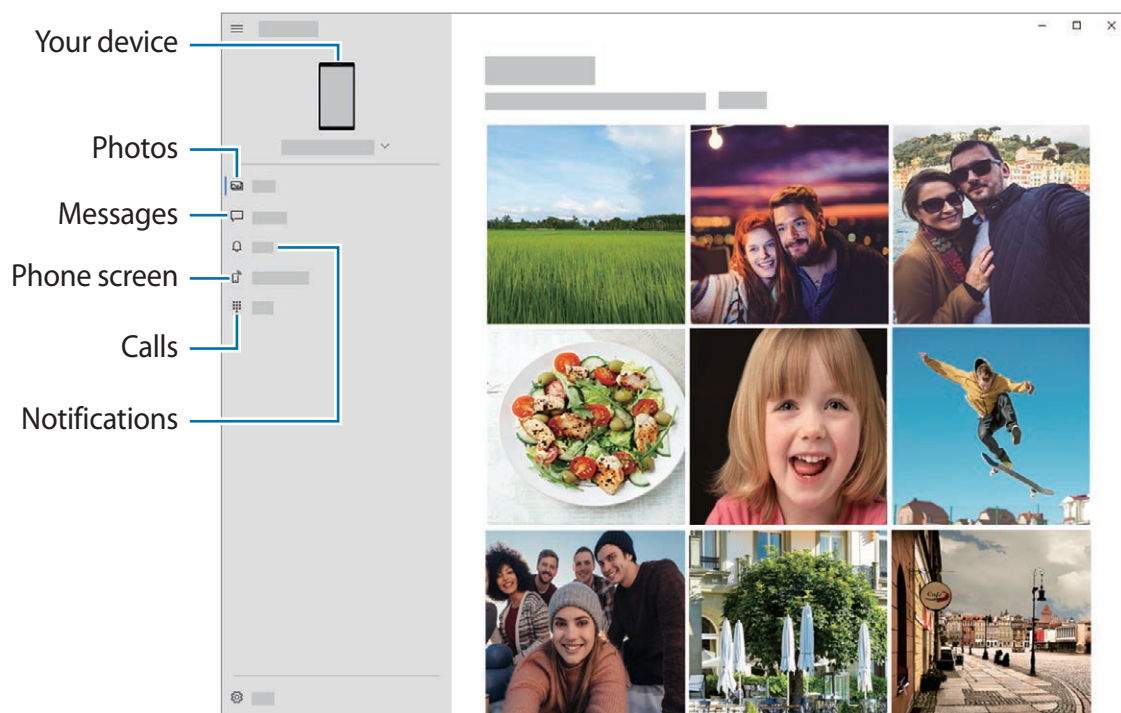 Your device
Photos
Messages
Phone screen
Calls
Notifications
Café